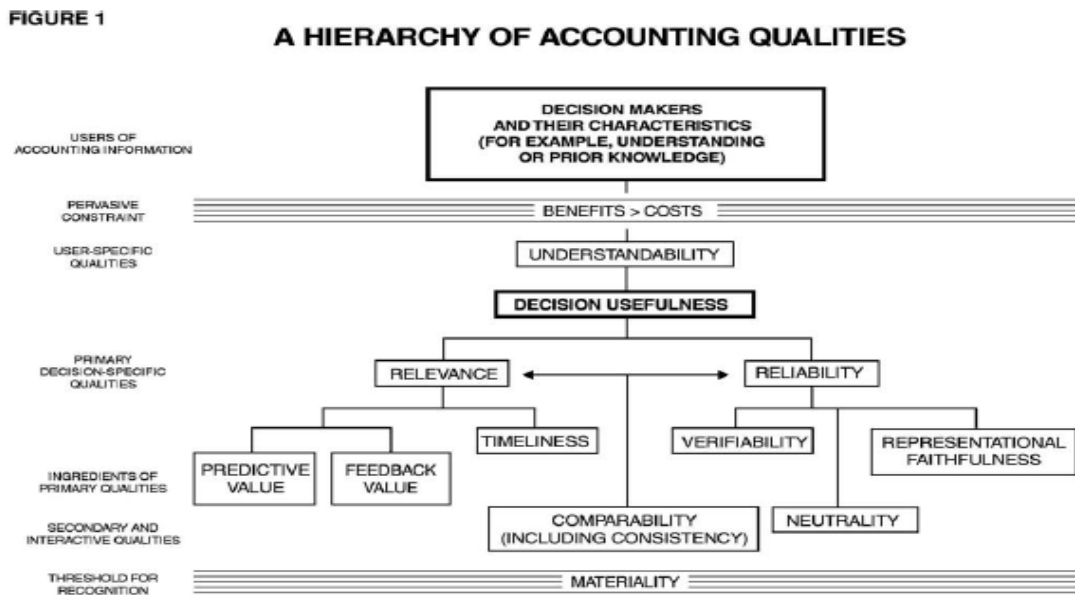 FIGURE 1
A HIERARCHY OF ACCOUNTING QUALITIES
USERS OF
ACCOUNTING INFORMATION
DECISION MAKERS
AND THEIR CHARACTERISTICS
(FOR EXAMPLE, UNDERSTANDING
OR PRIOR KNOWLEDGE)
PERVASIVE
CONSTRAINT
BENEFITS > COSTS
USER-SPECIFIC
QUALITIES
UNDERSTANDABILITY
DECISION USEFULNESS
PRIMARY
DECISION-SPECIFIC
QUALITIES
RELEVANCE
RELIABILITY
INGREDIENTS OF
PRIMARY QUALITIES
PREDICTIVE
VALUE
FEEDBACK
VALUE
TIMELINESS
VERIFIABILITY
REPRESENTATIONAL
FAITHFULNESS
SECONDARY AND
INTERACTIVE QUALITIES
COMPARABILITY
(INCLUDING CONSISTENCY)
NEUTRALITY
THRESHOLD FOR
RECOGNITION
MATERIALITY